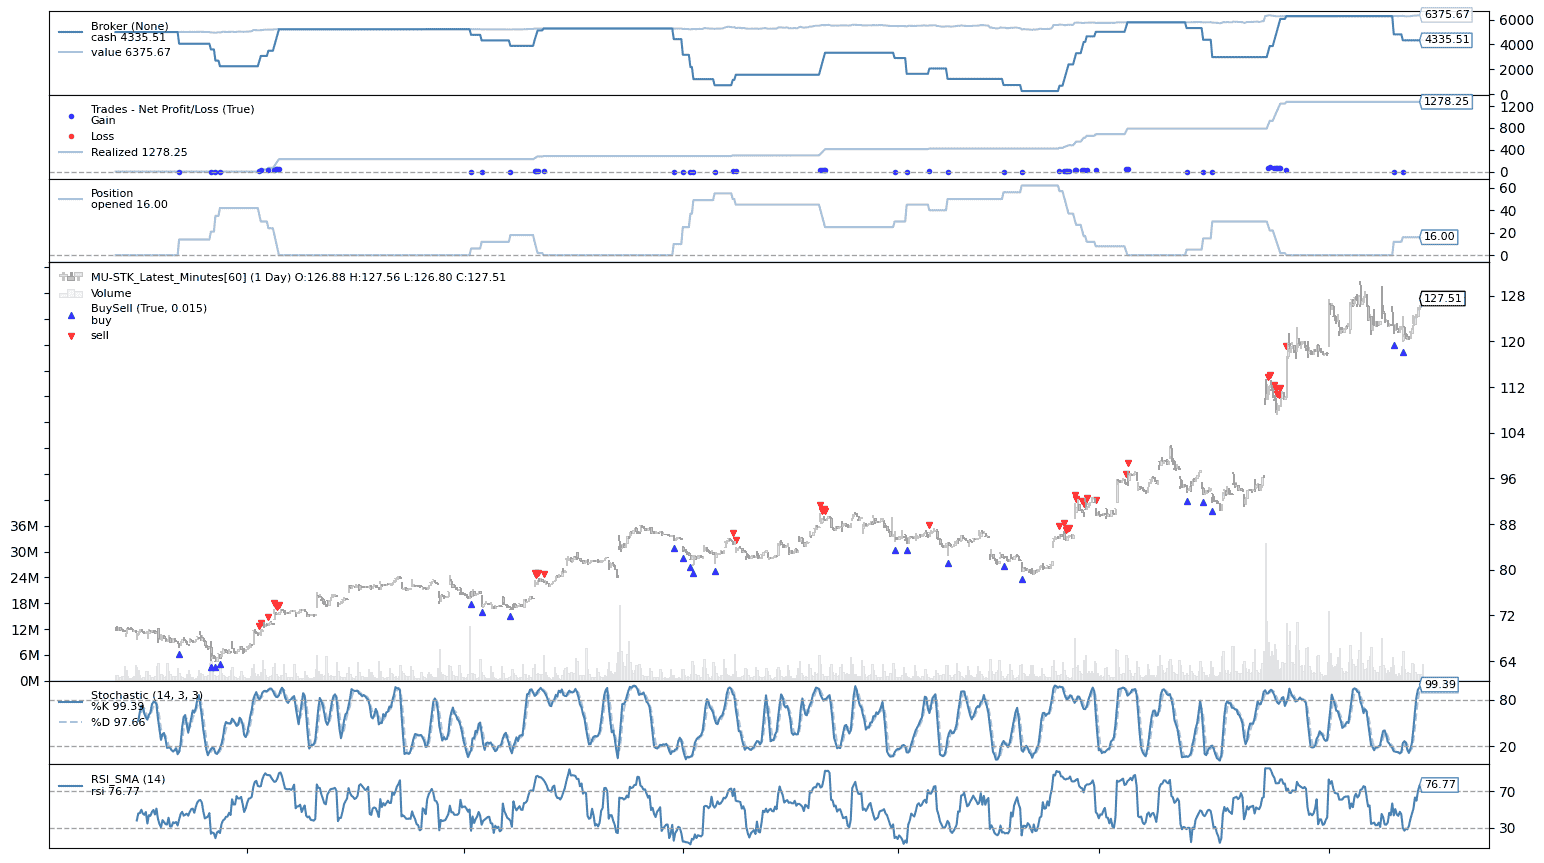 Broker (None)
cash 4335.51
value 6375.67
6375.67
6000
4335.51
4000
2000
0
Trades - Net Profit/Loss (True)
Gain
Loss
Realized 1278.25
1278.25
1200
800
400
0
Position
opened 16.00
60
40
20
16.00
0
MU-STK_Latest_Minutes[60] (1 Day) O:126.88 H:127.56 L:126.80 C:127.51
Volume
BuySell (True, 0.015)
buy
sell
128
127.51
120
112
104
96
88
80
72
64
36M
30M
24M
18M
12M
6M
0M
Stochastic (14, 3, 3)
%K 99.39
%D 97.66
99.39
80
20
RSI_SMA (14)
rsi 76.77
76.77
70
30